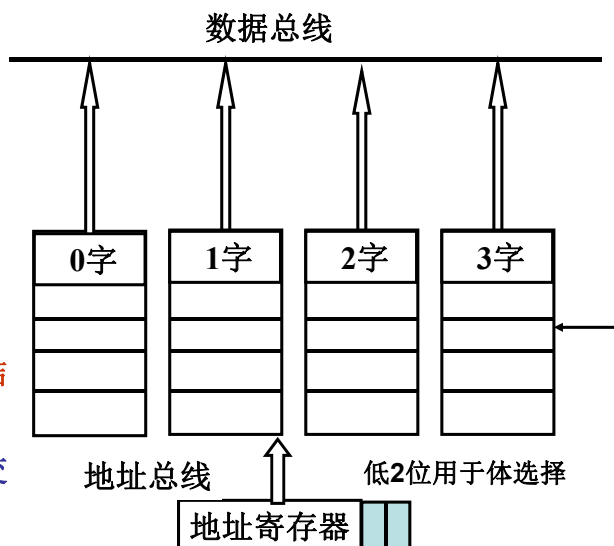 数据总线
0字 1字 2字 3字
地址总线
低2位用于体选择
地址寄存器